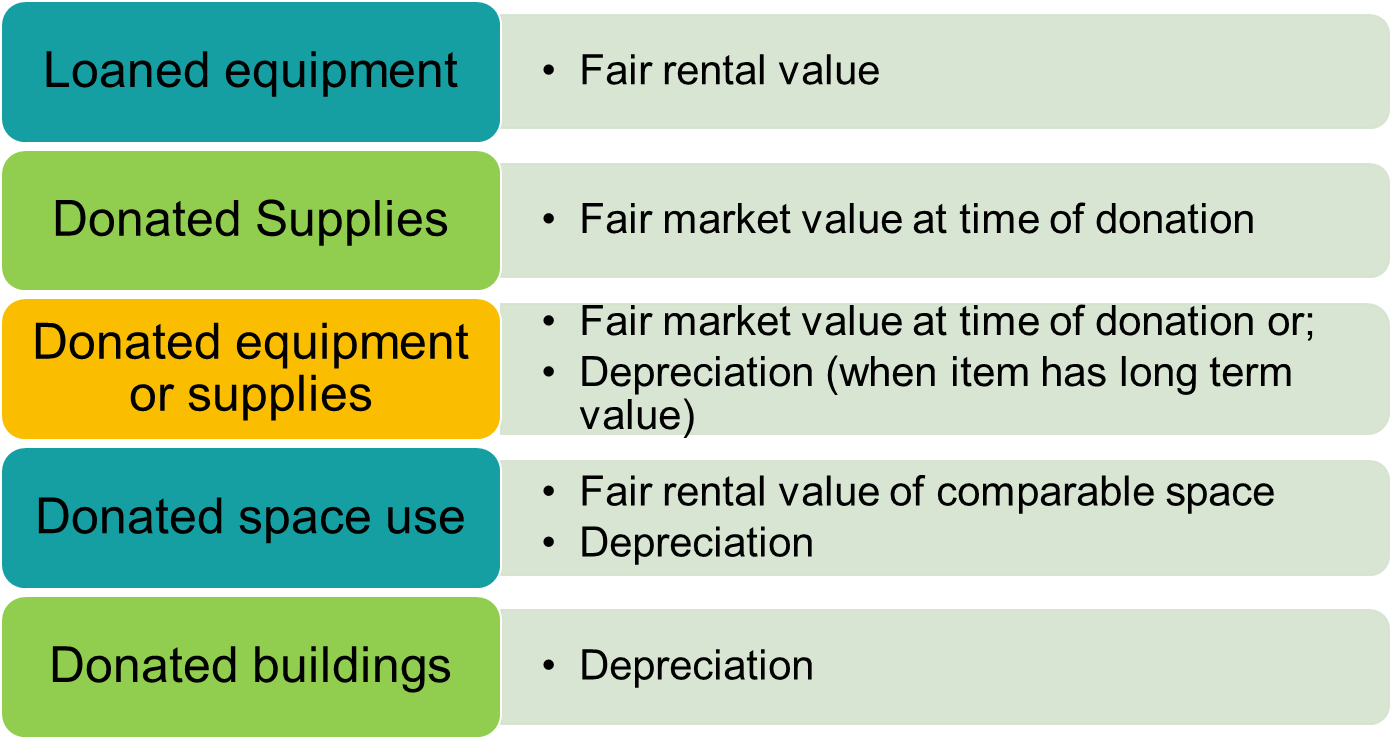 Loaned equipment
• Fair rental value
Donated Supplies
• Fair market value at time of donation
Donated equipment
or supplies
• Fair market value at time of donation or;
• Depreciation (when item has long term
value)
Donated space use
• Fair rental value of comparable space
• Depreciation
Donated buildings
• Depreciation